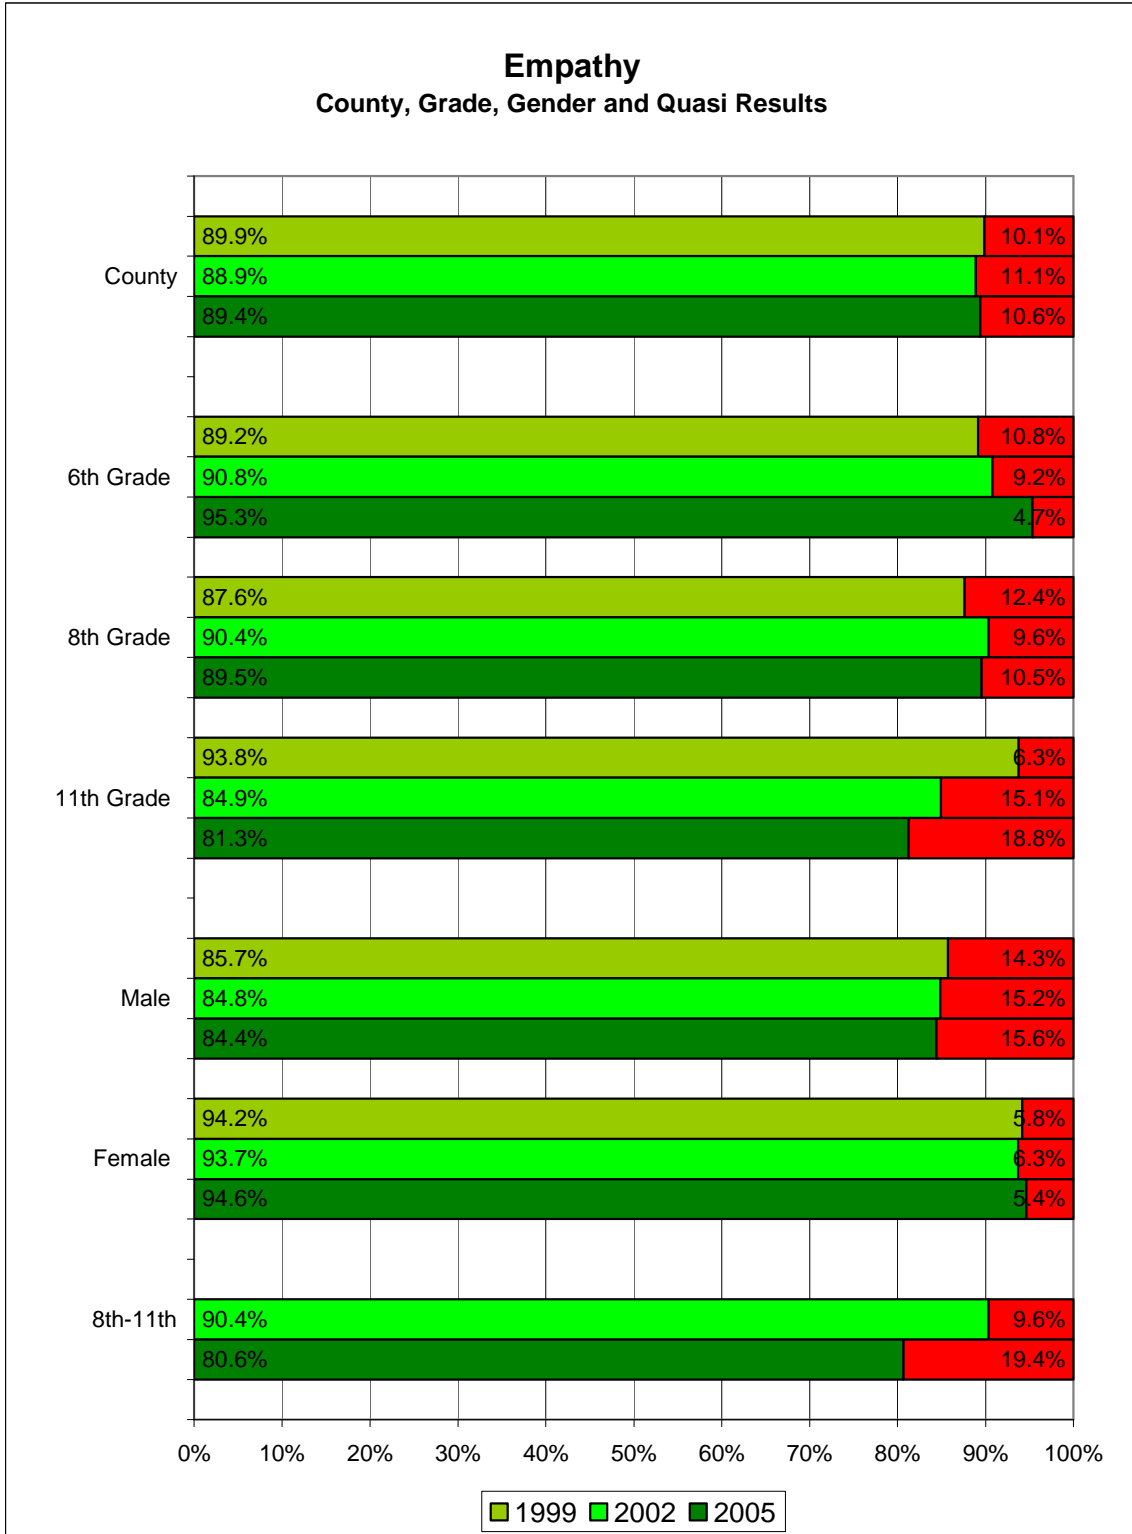 Empathy
County, Grade, Gender and Quasi Results
89.9% 10.1%
County 88.9% 11.1%
89.4% 10.6%
89.2% 10.8%
6th Grade 90.8% 9.2%
95.3% 4.7%
87.6% 12.4%
8th Grade 90.4% 9.6%
89.5% 10.5%
93.8% 6.3%
11th Grade 84.9% 15.1%
81.3% 18.8%
85.7% 14.3%
Male 84.8% 15.2%
84.4% 15.6%
94.2% 5.8%
Female 93.7% 6.3%
94.6% 5.4%
8th-11th 90.4% 9.6%
80.6% 19.4%
0% 10% 20% 30% 40% 50% 60% 70% 80% 90% 100%
1999 2002 2005